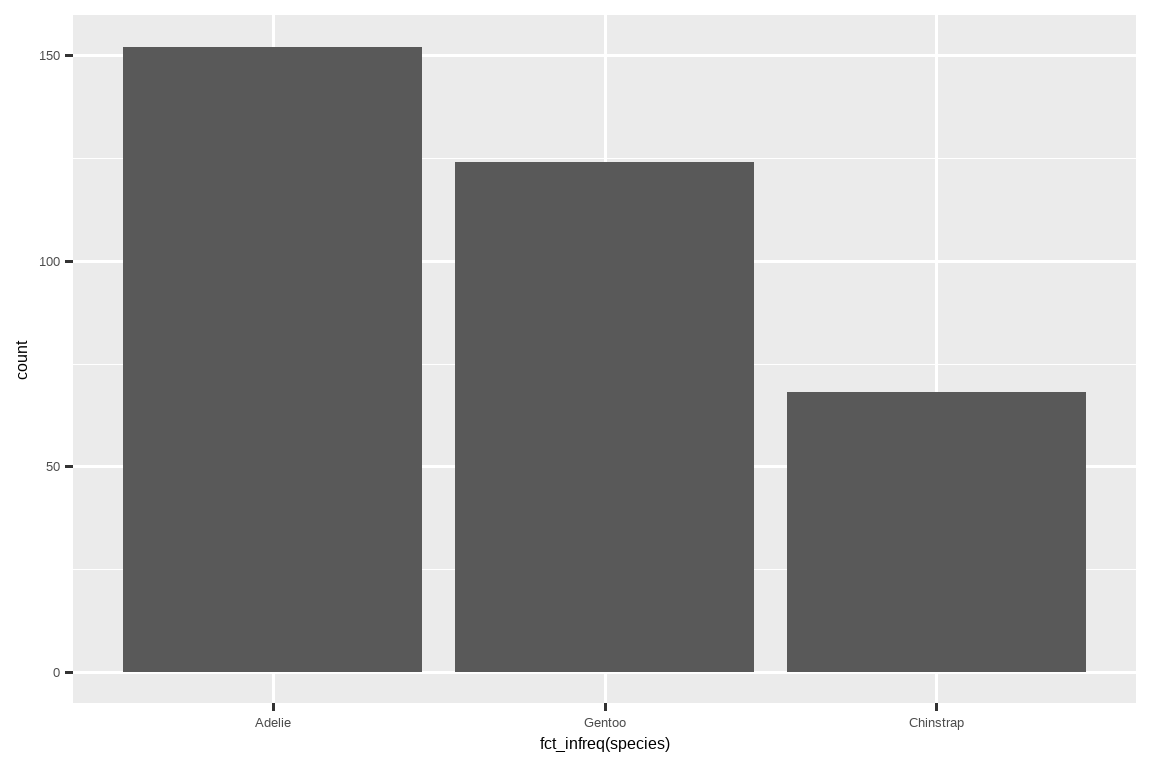 150
100
50
0
count
Adelie
Gentoo
Chinstrap
fct_infreq(species)